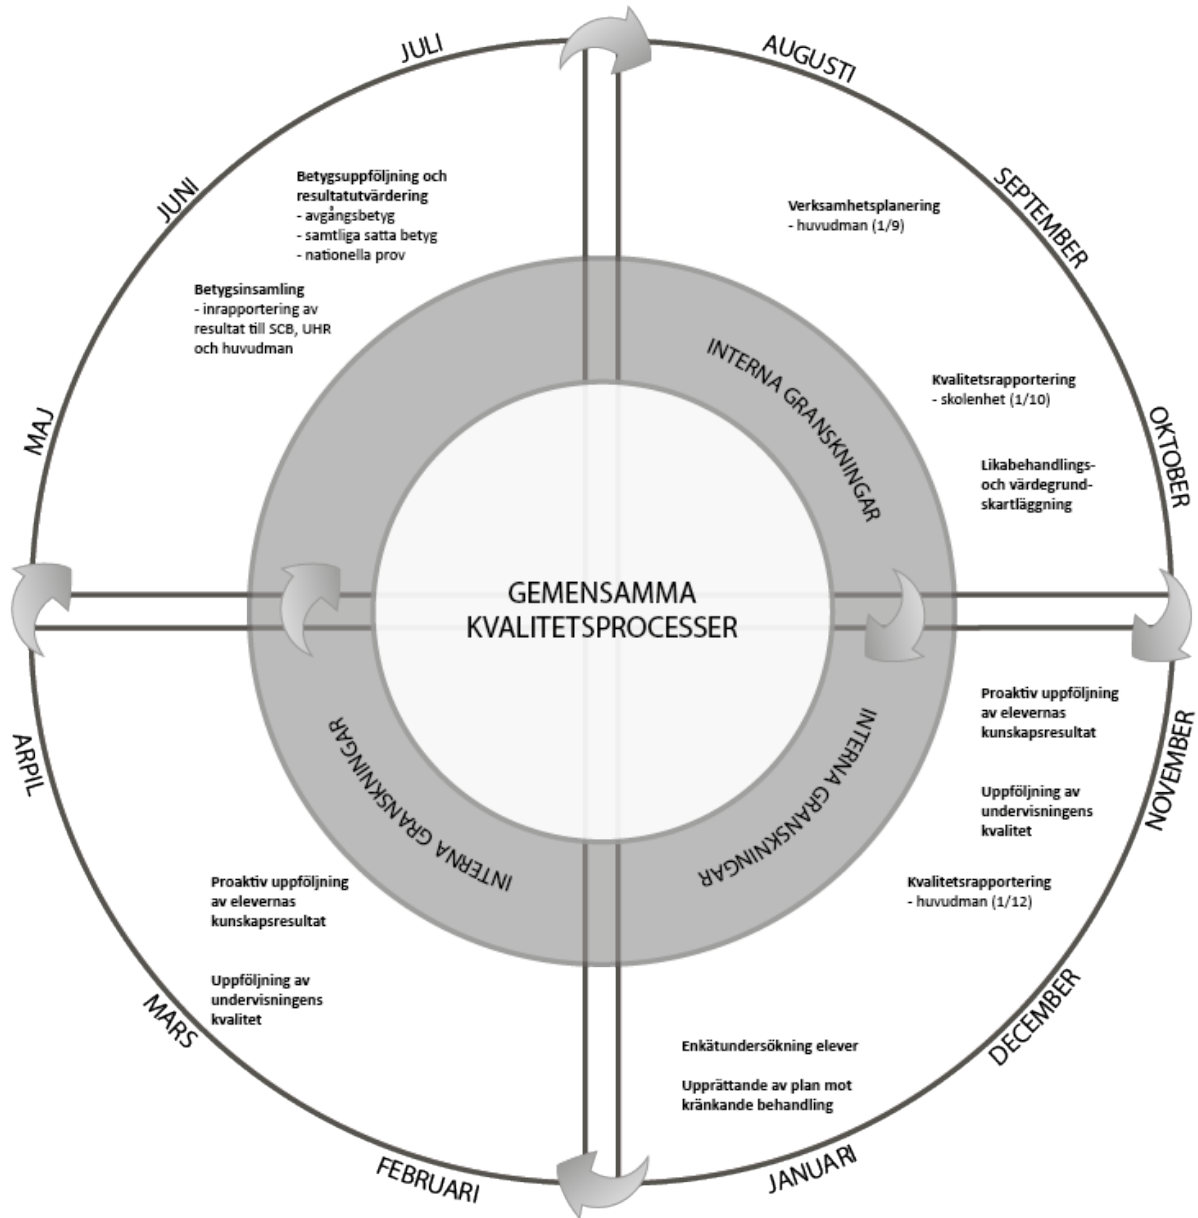 JULI
AUGUSTI
JUNI
SEPTEMBER
Betygsuppföljning och
resultatutvärdering
- avgångsbetyg
- samtliga satta betyg
- nationella prov
Verksamhetsplanering
- huvudman (1/9)
Betygsinsamling
- inrapportering av
resultat till SCB, UHR
och huvudman
INTERNA GRANSKNINGAR
Kvalitetsrapportering
- skolenhet (1/10)
MAJ
OKTOBER
Likabehandlings-
och värdegrund-
skartläggning
GEMENSAMMA
KVALITETSPROCESSER
Proaktiv uppföljning
av elevernas
kunskapsresultat
ARPIL
NOVEMBER
INTERNA GRANSKNINGAR
INTERNA GRANSKNINGAR
Uppföljning av
undervisningens
kvalitet
Proaktiv uppföljning
av elevernas
kunskapsresultat
Kvalitetsrapportering
- huvudman (1/12)
Uppföljning av
undervisningens
kvalitet
MARS
DECEMBER
Enkätundersökning elever
Upprättande av plan mot
kränkande behandling
FEBRUARI
JANUARI